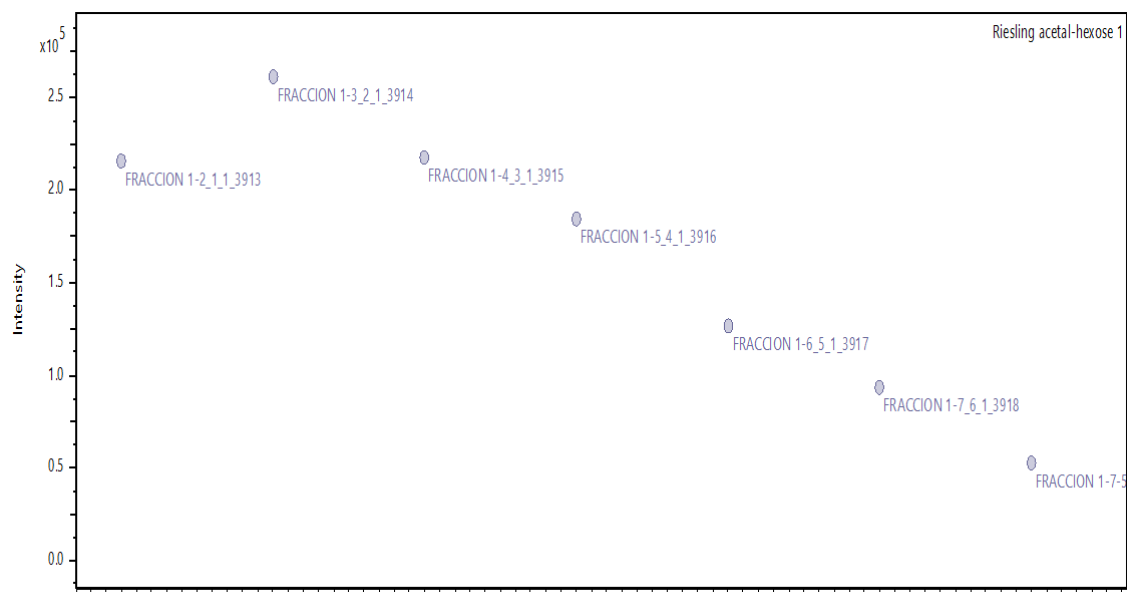 x10 5
Riesling acetal-hexose 1
2.5
2.0
1.5
1.0
0.5
0.0
Intensity
FRACCION 1-2_1_1_3913
FRACCION 1-3_2_1_3914
FRACCION 1-4_3_1_3915
FRACCION 1-5_4_1_3916
FRACCION 1-6_5_1_3917
FRACCION 1-7_6_1_3918
FRACCION 1-7-5